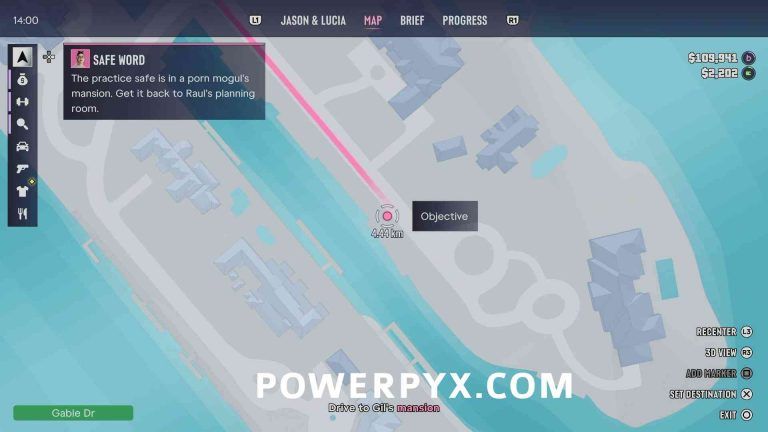 14:00
L1 JASON & LUCIA MAP BRIEF PROGRESS R1
$109,941
$2,202
SAFE WORD
The practice safe is in a porn mogul's
mansion. Get it back to Raul's planning
room.
Objective
4.44 km
RECENTER L3
3D VIEW R3
ADD MARKER
SET DESTINATION
EXIT
POWERPYX.COM
Drive to Gil's mansion
Gable Dr